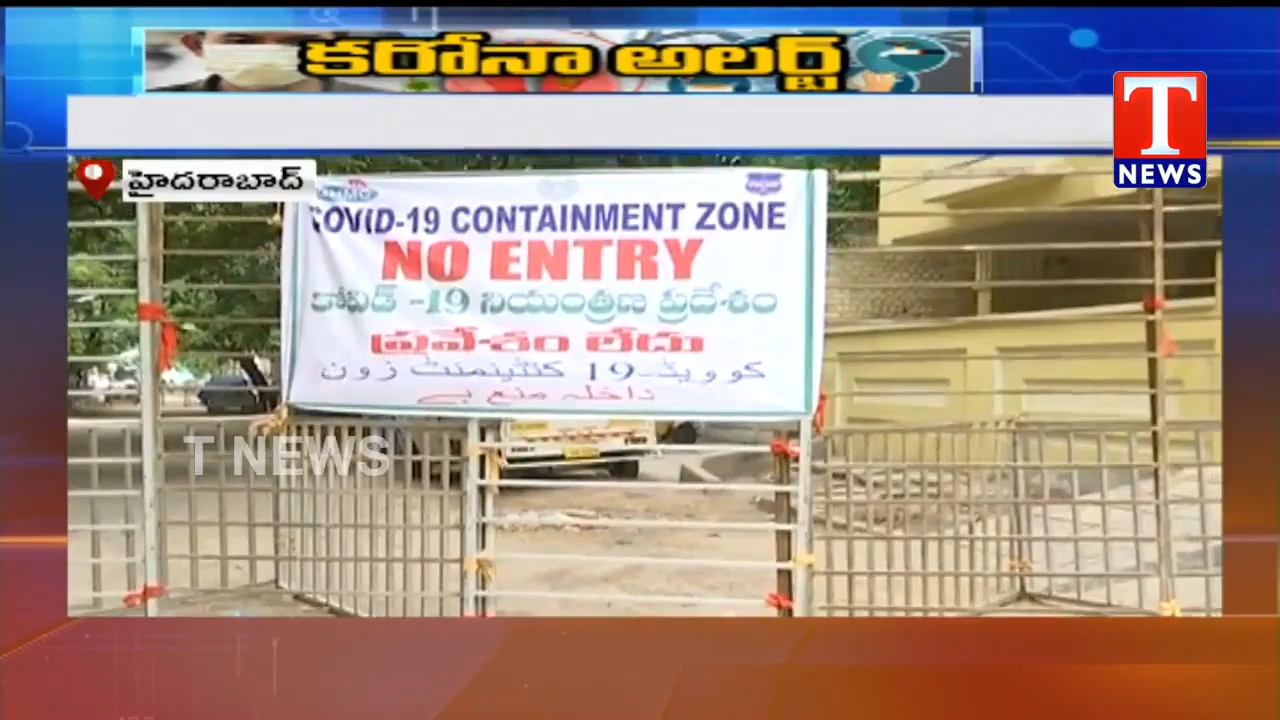 కరోనా అలర్ట్
T
NEWS
హైదరాబాద్
COVID-19 CONTAINMENT ZONE
NO ENTRY
కోవిడ్ -19 నియంత్రణ ప్రదేశం
ప్రవేశం లేదు
کوویڈ-19 کنٹینمنٹ زون
داخلہ منع ہے
T NEWS